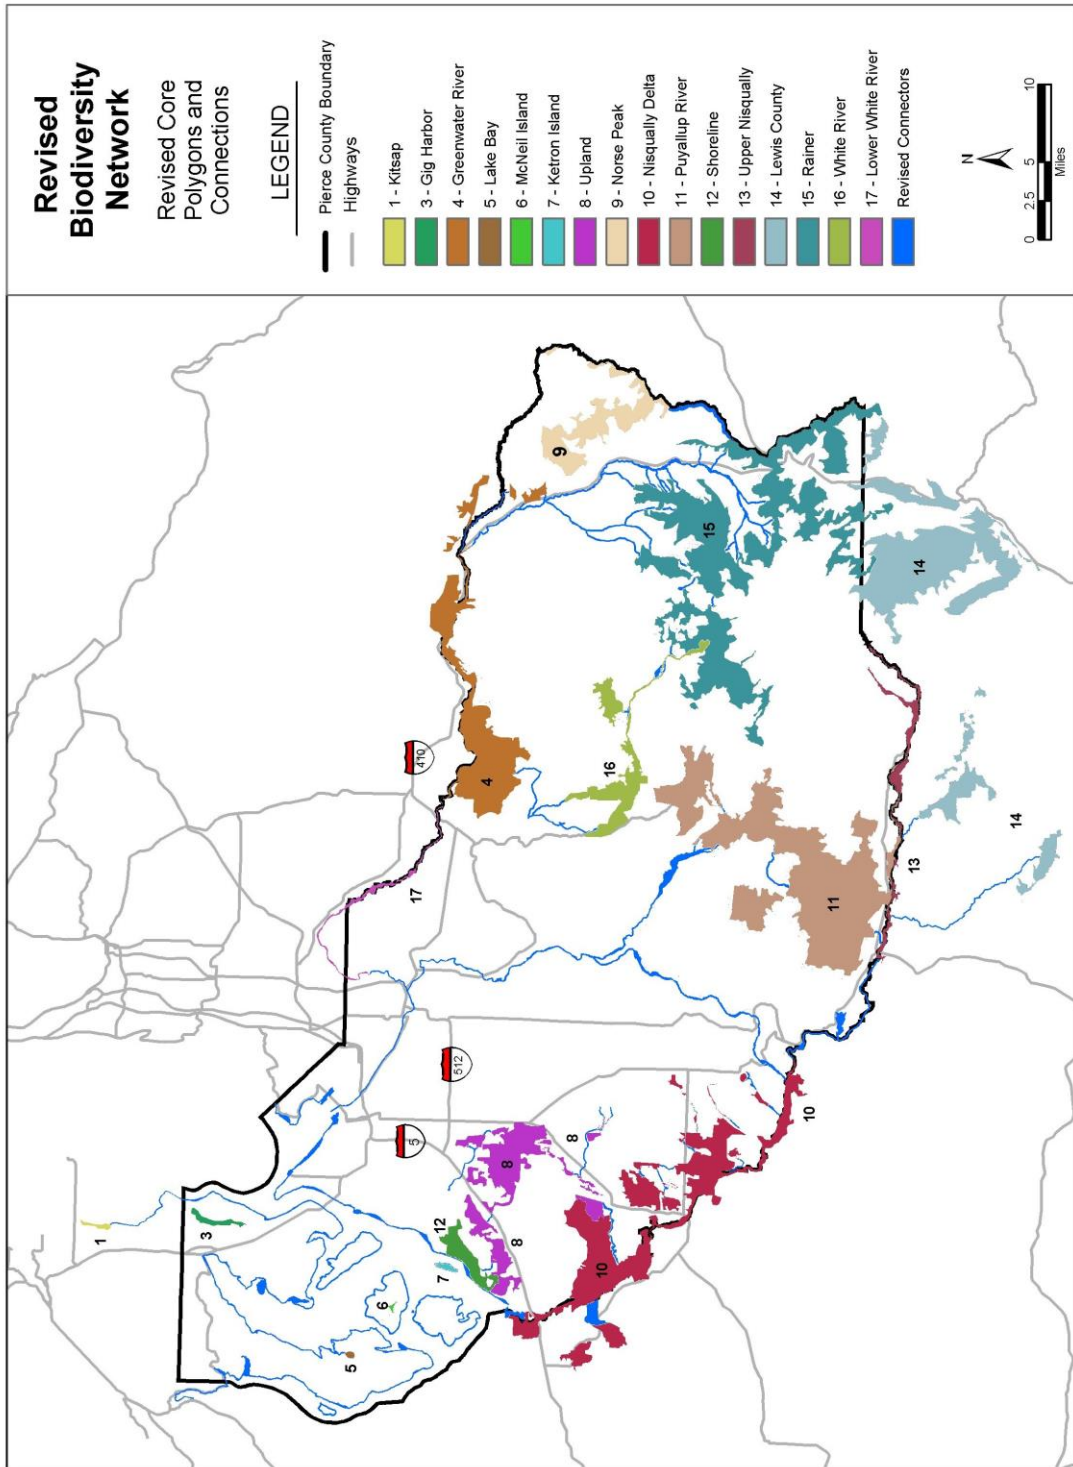 Revised
Biodiversity
Network
Revised Core
Polygons and
Connections
LEGEND
Pierce County Boundary
Highways
1 - Kitsap
3 - Gig Harbor
4 - Greenwater River
5 - Lake Bay
6 - McNeil Island
7 - Ketron Island
8 - Upland
9 - Norse Peak
10 - Nisqually Delta
11 - Puyallup River
12 - Shoreline
13 - Upper Nisqually
14 - Lewis County
15 - Rainer
16 - White River
17 - Lower White River
Revised Connectors
N
0 2.5 5 10
Miles
1
3
5
6
7
12
8
8
8
10
10
5
512
410
17
4
16
9
15
11
13
14
14